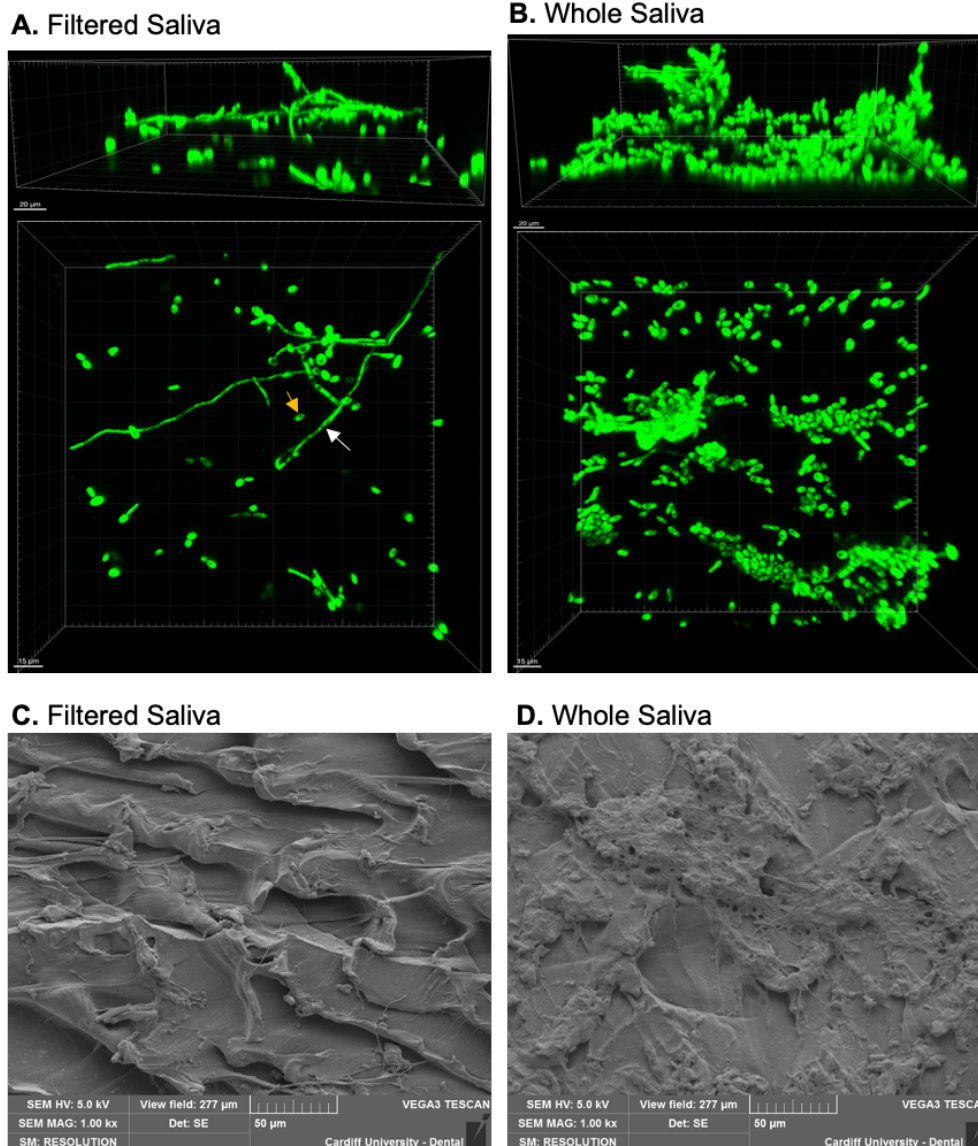 A. Filtered Saliva
B. Whole Saliva
20 µm
20 µm
15 µm
15 µm
C. Filtered Saliva
D. Whole Saliva
SEM HV: 5.0 kV
View field: 277 µm
VEGA3 TESCAN
SEM MAG: 1.00 kx
Det: SE
50 µm
SM: RESOLUTION
Cardiff University - Dental
SEM HV: 5.0 kV
View field: 277 µm
VEGA3 TESCA
SEM MAG: 1.00 kx
Det: SE
50 µm
SM: RESOLUTION
Cardiff University - Dental